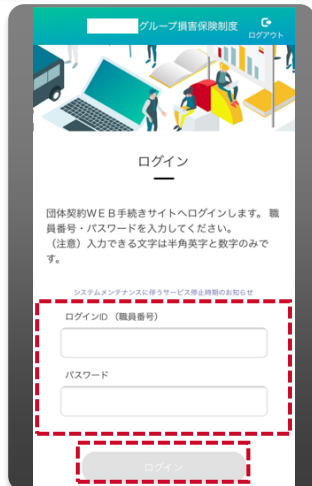 グループ損害保険制度
ログアウト
ログイン
団体契約WEB手続きサイトへログインします。 職
員番号・パスワードを入力してください。
（注意）入力できる文字は半角英字と数字のみで
す。
システムメンテナンスに伴うサービス停止時期のお知らせ
ログインID （職員番号）
パスワード
ログイン